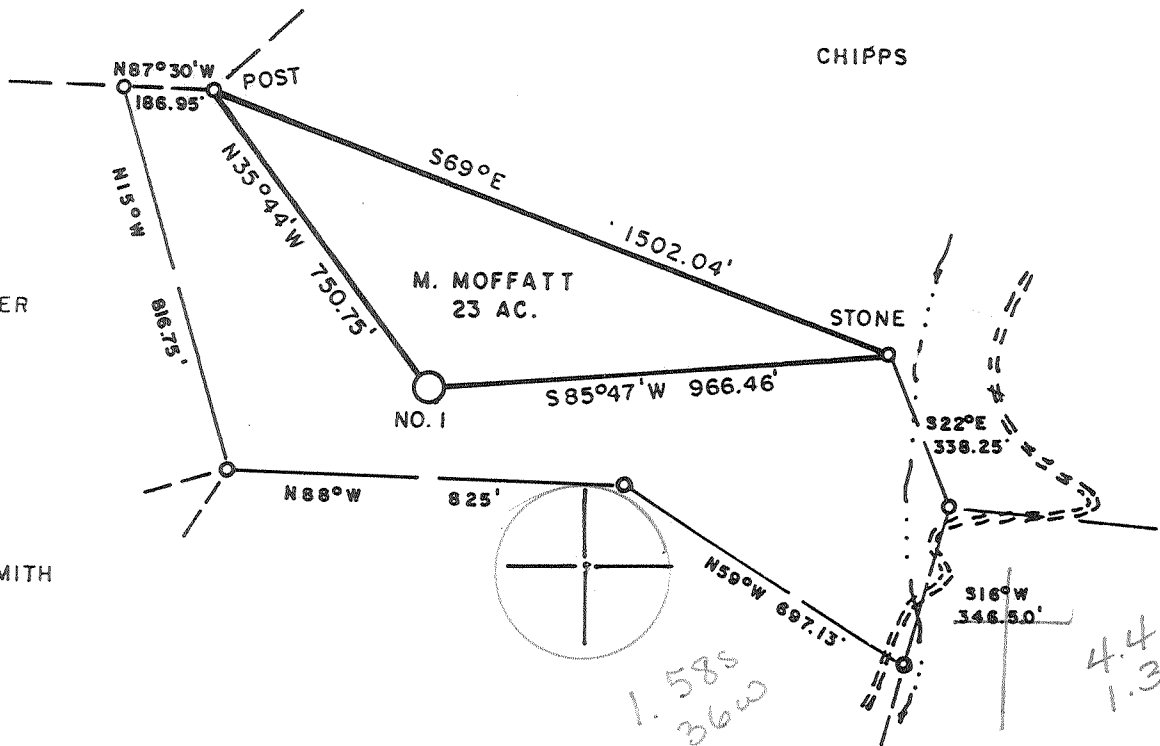 CHIPPS
N87°30'W
186.95'
POST
S69°E
1502.04'
N35°44'W 750.75'
N15°W
816.75'
M. MOFFATT
23 AC.
ER
STONE
S85°47'W 966.46'
NO. 1
S22°E
338.25'
N88°W 825'
N59°W 697.13'
MITH
S16°W
346.50'
1.58s
36w
4.4
1.3